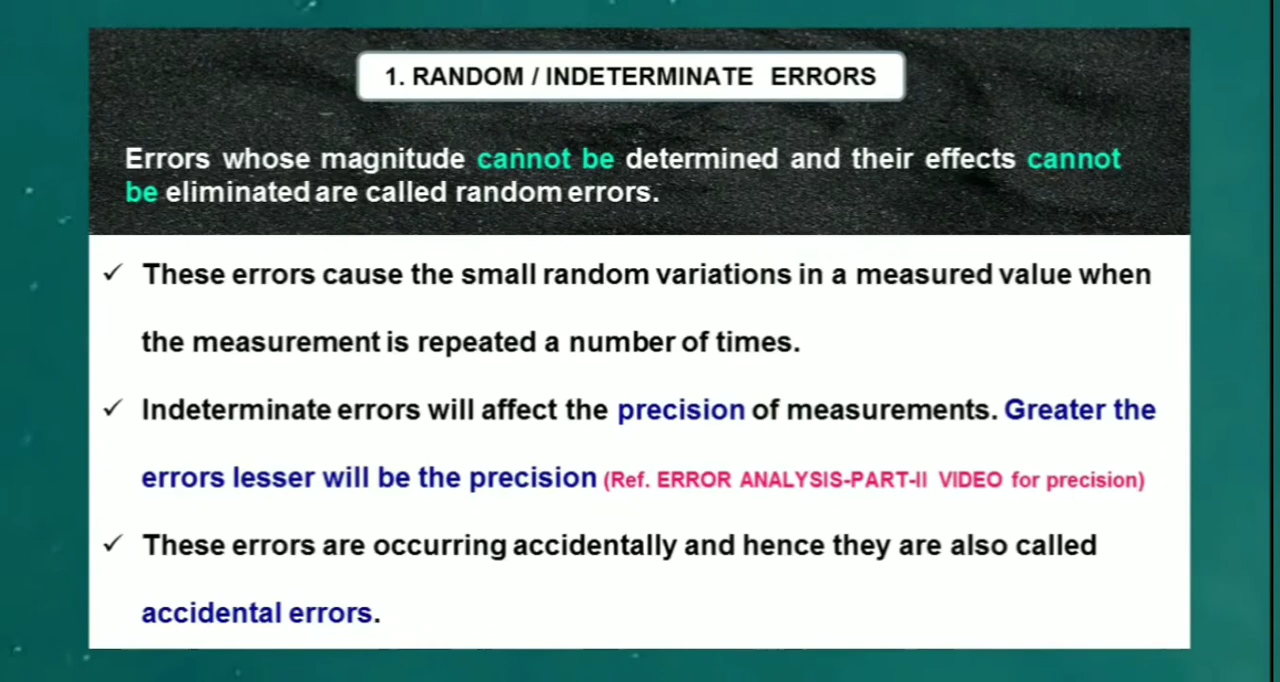 1. RANDOM / INDETERMINATE ERRORS
Errors whose magnitude cannot be determined and their effects cannot
be eliminated are called random errors.
✓ These errors cause the small random variations in a measured value when
the measurement is repeated a number of times.
✓ Indeterminate errors will affect the precision of measurements. Greater the
errors lesser will be the precision (Ref. ERROR ANALYSIS-PART-II VIDEO for precision)
✓ These errors are occurring accidentally and hence they are also called
accidental errors.